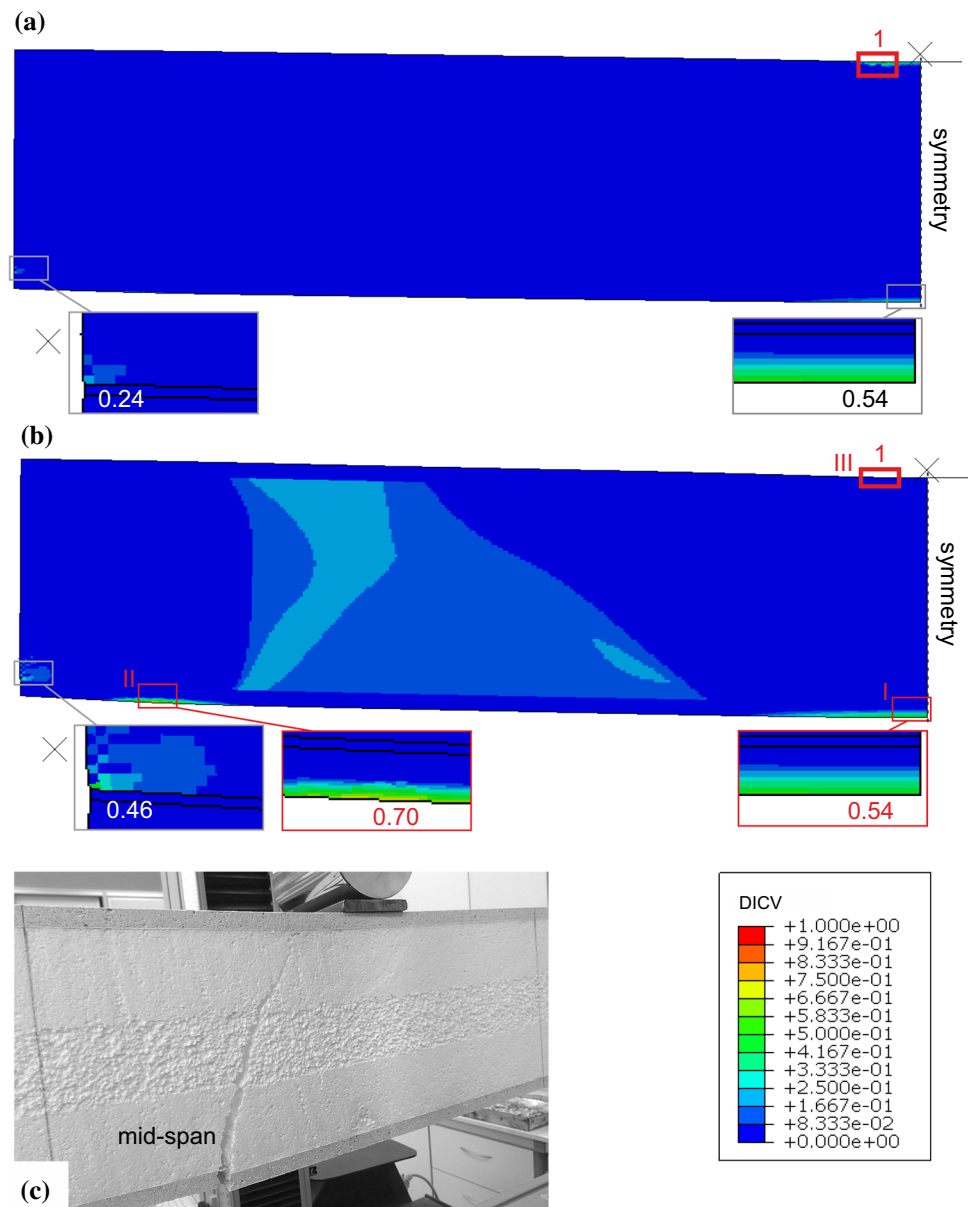 (a)
1
symmetry
0.24
0.54
(b)
III
1
symmetry
II
I
0.46
0.70
0.54
mid-span
(c)
DICV
+1.000e+00
+9.167e-01
+8.333e-01
+7.500e-01
+6.667e-01
+5.833e-01
+5.000e-01
+4.167e-01
+3.333e-01
+2.500e-01
+1.667e-01
+8.333e-02
+0.000e+00